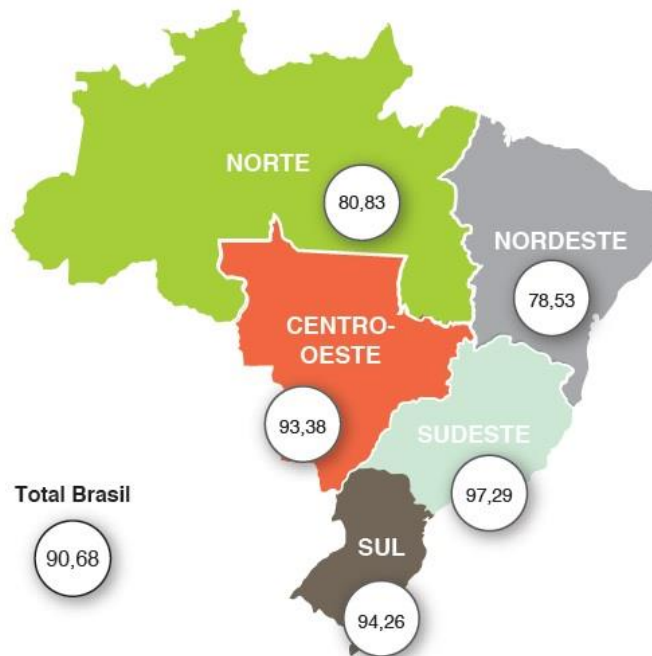 NORTE
80,83
NORDESTE
78,53
CENTRO-
OESTE
93,38
SUDESTE
97,29
Total Brasil
90,68
SUL
94,26